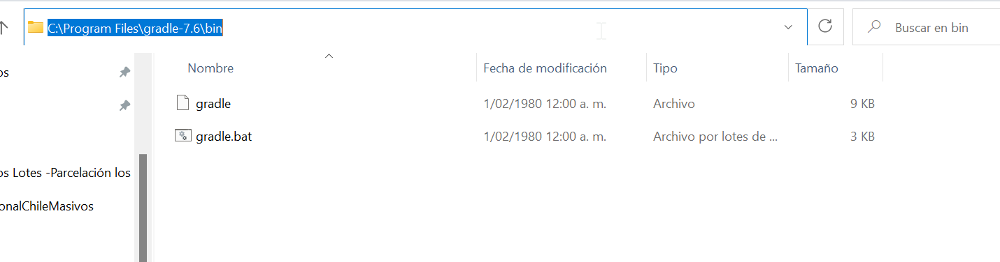 C:\Program Files\gradle-7.6\bin
Buscar en bin
Nombre
Fecha de modificación
Tipo
Tamaño
gradle
1/02/1980 12:00 a. m.
Archivo
9 KB
gradle.bat
1/02/1980 12:00 a. m.
Archivo por lotes de ...
3 KB
os
os Lotes -Parcelación los
onalChileMasivos